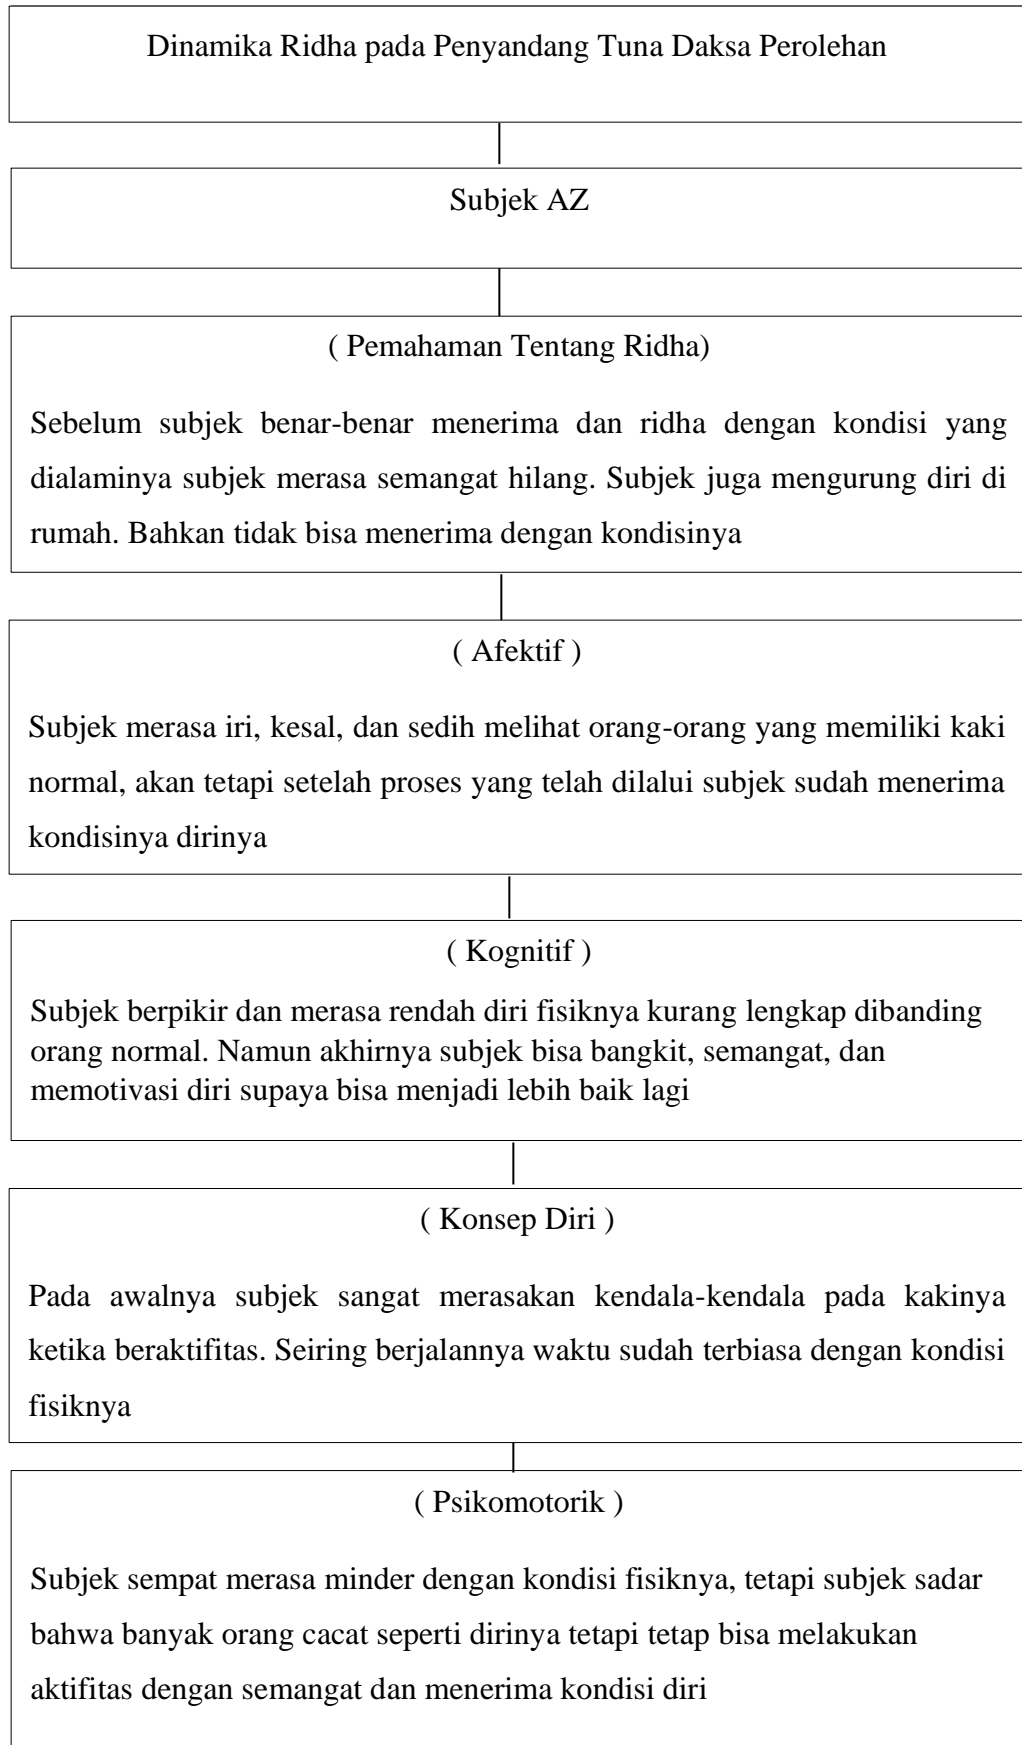 Dinamika Ridha pada Penyandang Tuna Daksa Perolehan
Subjek AZ
( Pemahaman Tentang Ridha)
Sebelum subjek benar-benar menerima dan ridha dengan kondisi yang
dialaminya subjek merasa semangat hilang. Subjek juga mengurung diri di
rumah. Bahkan tidak bisa menerima dengan kondisinya
( Afektif )
Subjek merasa iri, kesal, dan sedih melihat orang-orang yang memiliki kaki
normal, akan tetapi setelah proses yang telah dilalui subjek sudah menerima
kondisinya dirinya
( Kognitif )
Subjek berpikir dan merasa rendah diri fisiknya kurang lengkap dibanding
orang normal. Namun akhirnya subjek bisa bangkit, semangat, dan
memotivasi diri supaya bisa menjadi lebih baik lagi
( Konsep Diri )
Pada awalnya subjek sangat merasakan kendala-kendala pada kakinya
ketika beraktifitas. Seiring berjalannya waktu sudah terbiasa dengan kondisi
fisiknya
( Psikomotorik )
Subjek sempat merasa minder dengan kondisi fisiknya, tetapi subjek sadar
bahwa banyak orang cacat seperti dirinya tetapi tetap bisa melakukan
aktifitas dengan semangat dan menerima kondisi diri